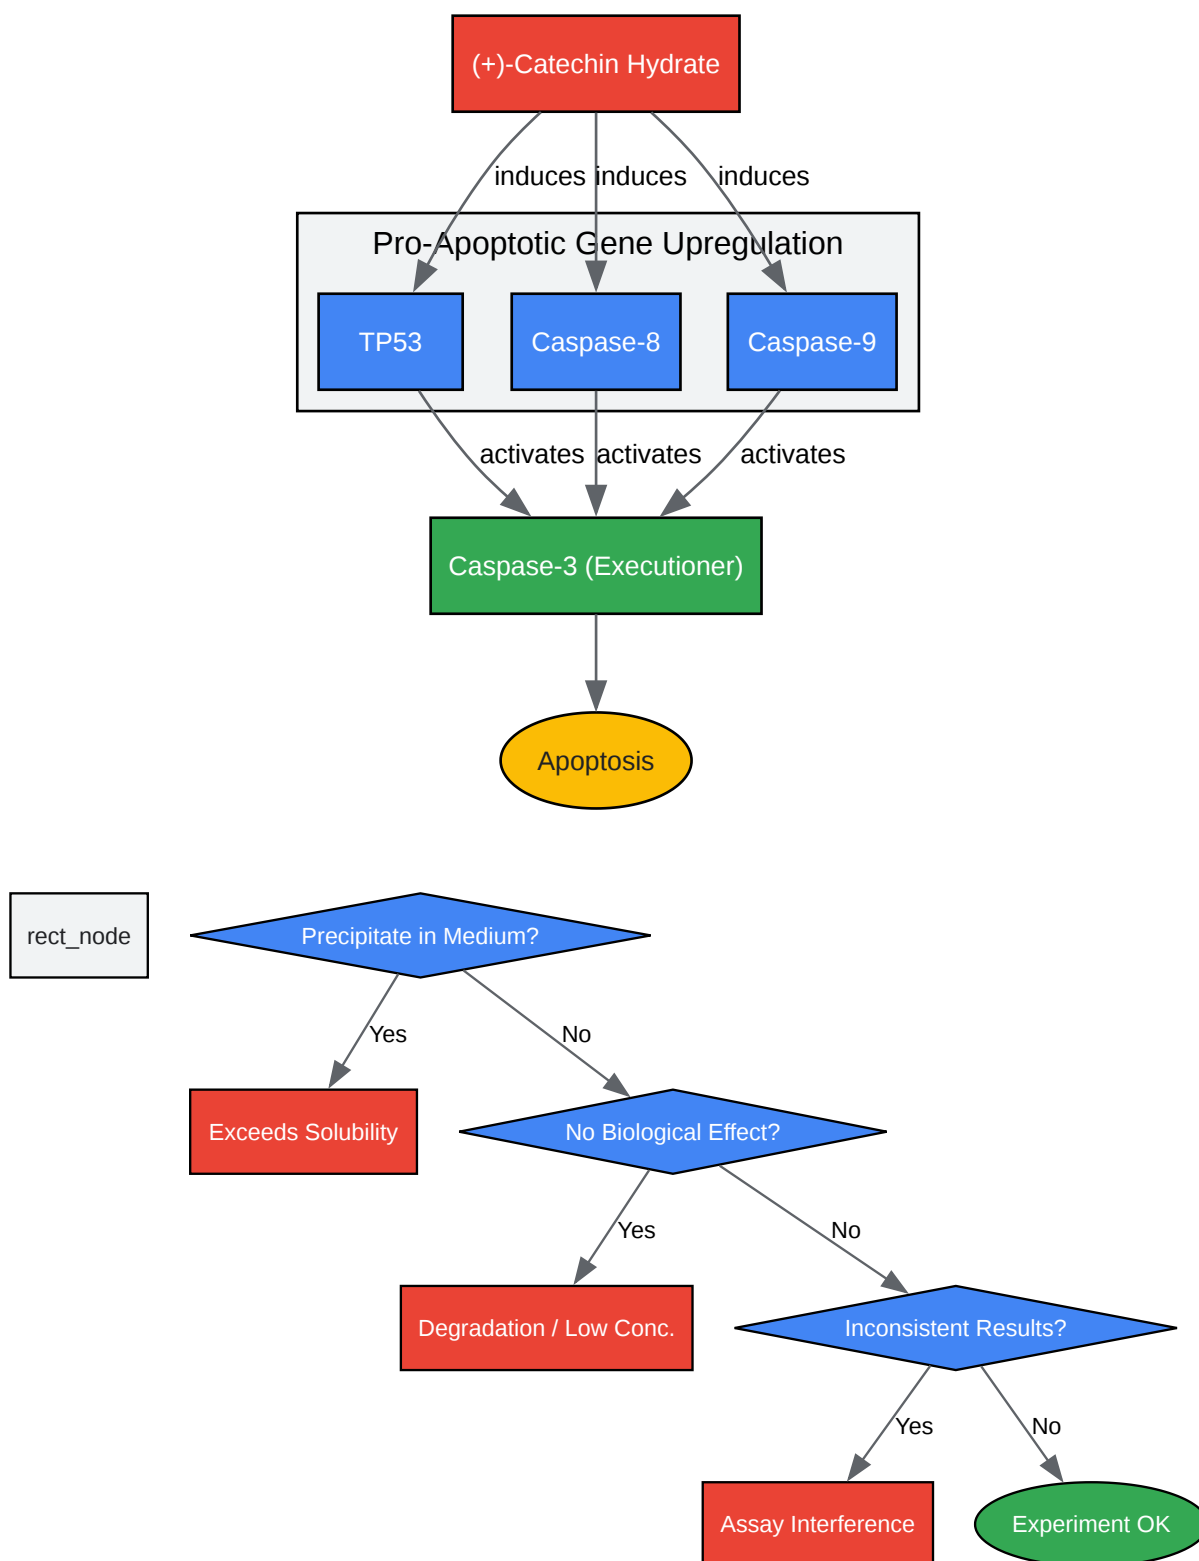 (+)-Catechin Hydrate
induces
induces
induces
Pro-Apoptotic Gene Upregulation
TP53
Caspase-8
Caspase-9
activates
activates
activates
Caspase-3 (Executioner)
Apoptosis
rect_node
Precipitate in Medium?
Yes
No
Exceeds Solubility
No Biological Effect?
Yes
No
Degradation / Low Conc.
Inconsistent Results?
Yes
No
Assay Interference
Experiment OK